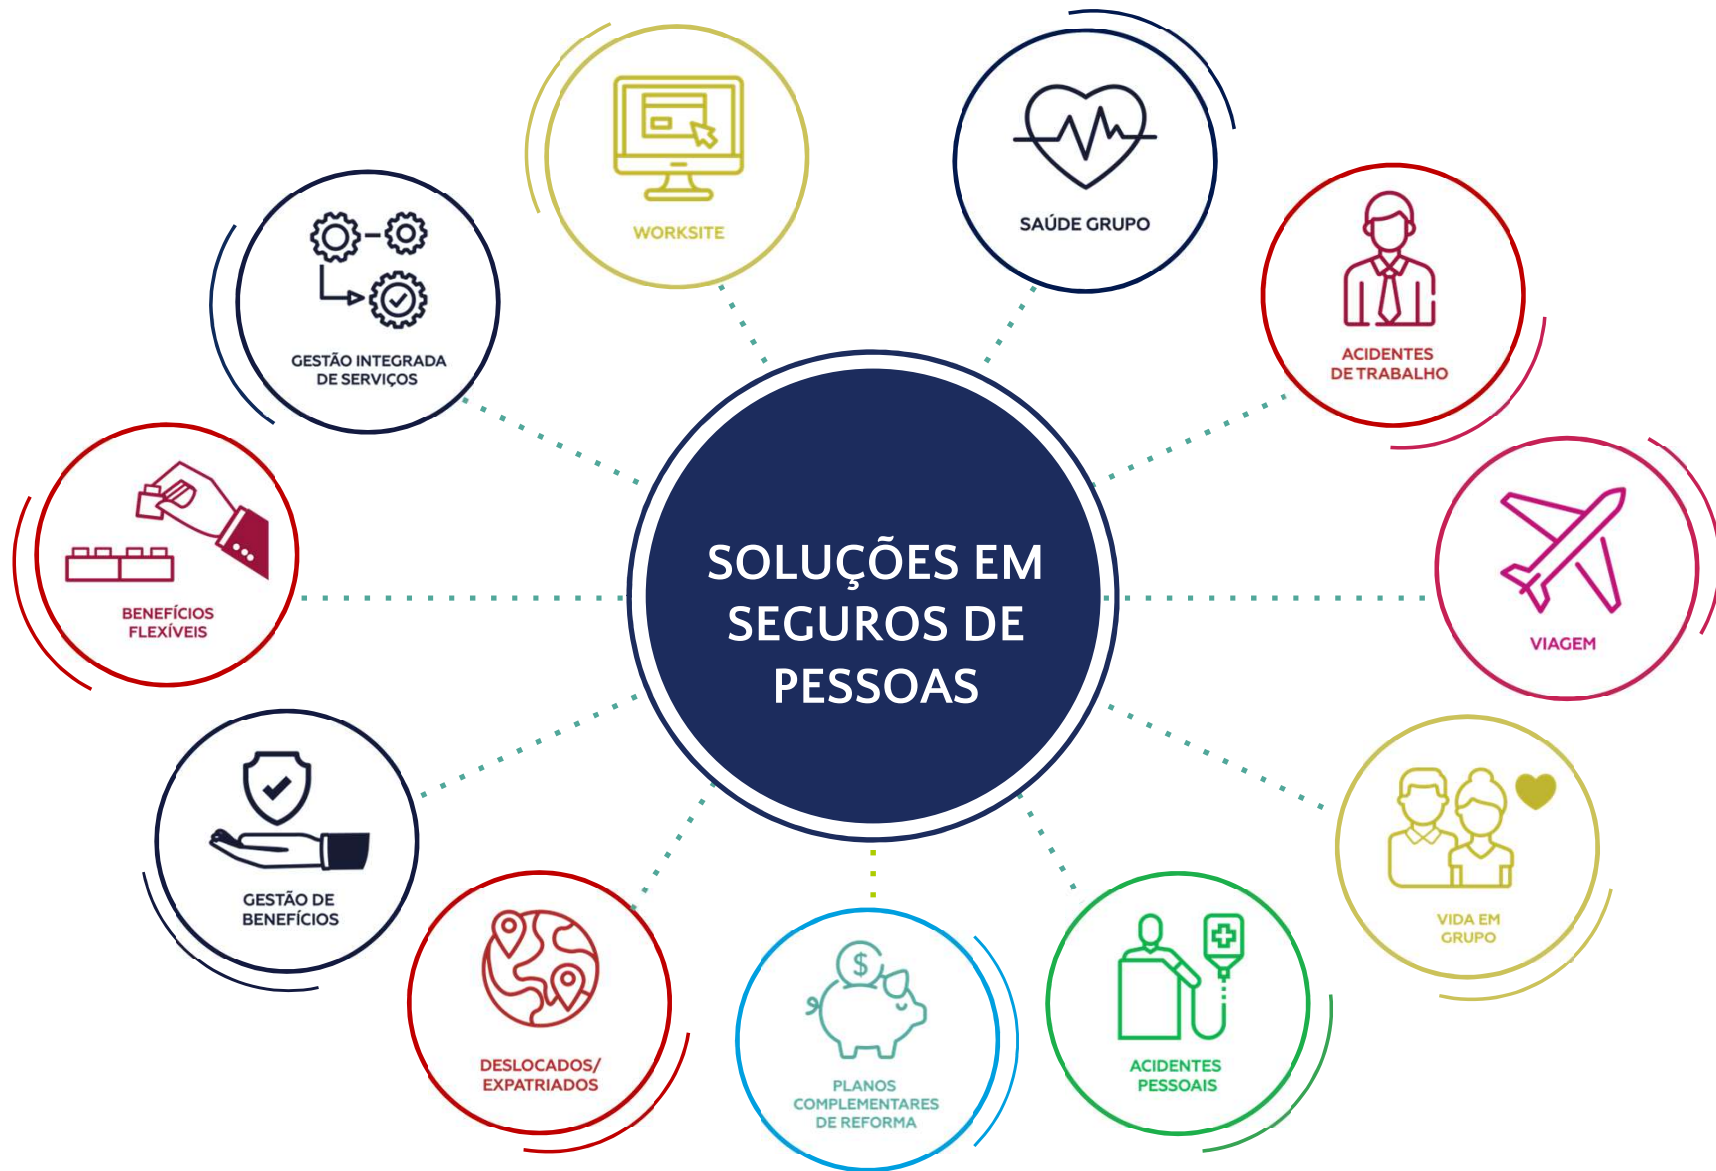 WORKSITE
SAÚDE GRUPO
GESTÃO INTEGRADA
DE SERVIÇOS
ACIDENTES
DE TRABALHO
BENEFÍCIOS
FLEXÍVEIS
SOLUÇÕES EM
SEGUROS DE
PESSOAS
VIAGEM
GESTÃO DE
BENEFÍCIOS
VIDA EM
GRUPO
DESLOCADOS/
EXPATRIADOS
$
PLANOS
COMPLEMENTARES
DE REFORMA
ACIDENTES
PESSOAIS